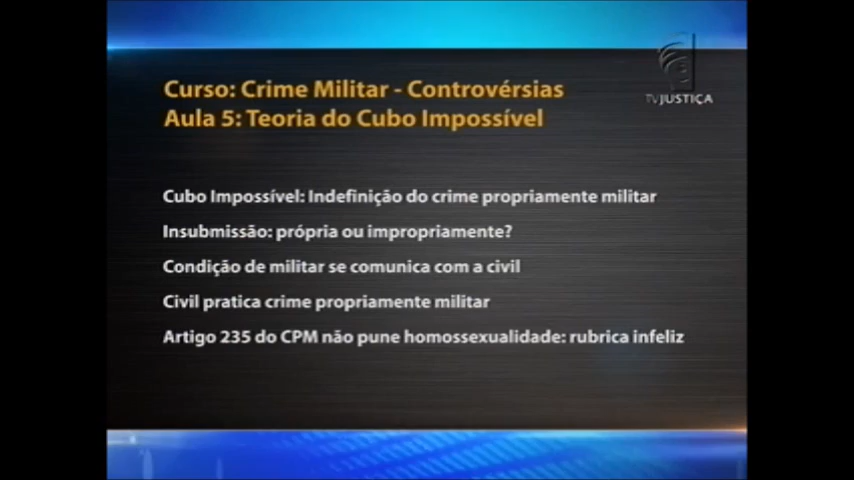 Curso: Crime Militar - Controvérsias
Aula 5: Teoria do Cubo Impossível
TVJUSTIÇA
Cubo Impossível: Indefinição do crime propriamente militar
Insubmissão: própria ou impropriamente?
Condição de militar se comunica com a civil
Civil pratica crime propriamente militar
Artigo 235 do CPM não pune homossexualidade: rubrica infeliz